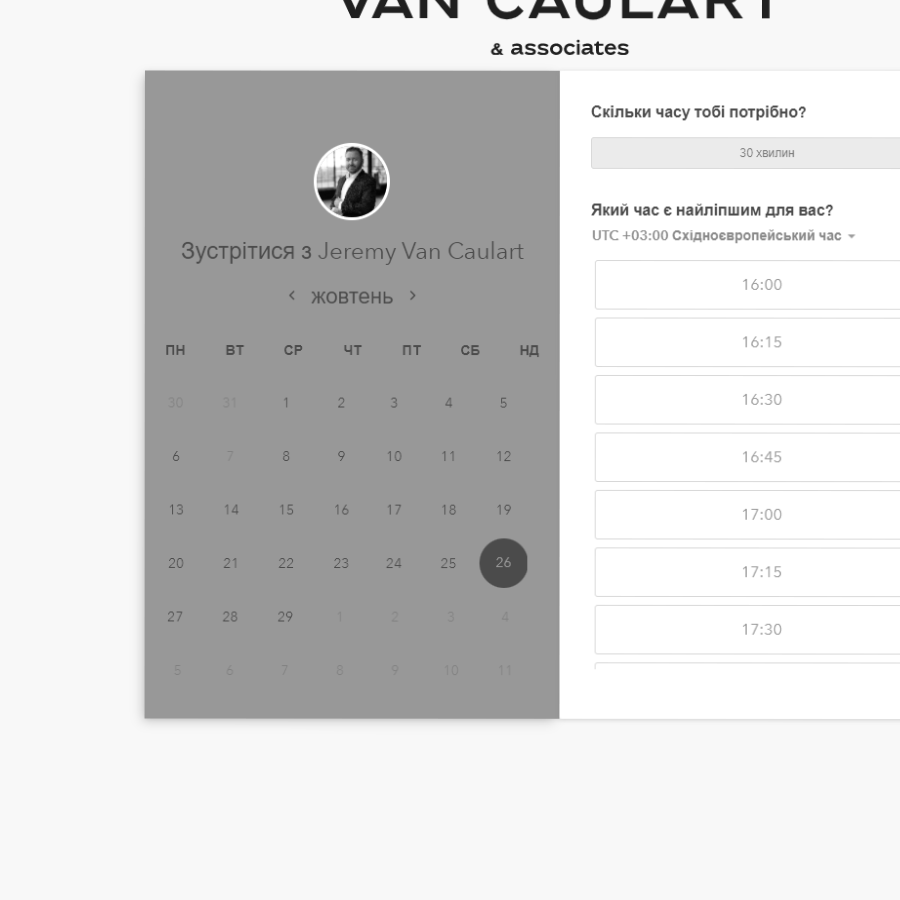 VAN CAULART
& associates
Зустрітися з Jeremy Van Caulart
‹ жовтень ›
ПН ВТ СР ЧТ ПТ СБ НД
30 31 1 2 3 4 5
6 7 8 9 10 11 12
13 14 15 16 17 18 19
20 21 22 23 24 25 26
27 28 29 1 2 3 4
5 6 7 8 9 10 11
Скільки часу тобі потрібно?
30 хвилин
Який час є найліпшим для вас?
UTC +03:00 Східноєвропейський час
16:00
16:15
16:30
16:45
17:00
17:15
17:30